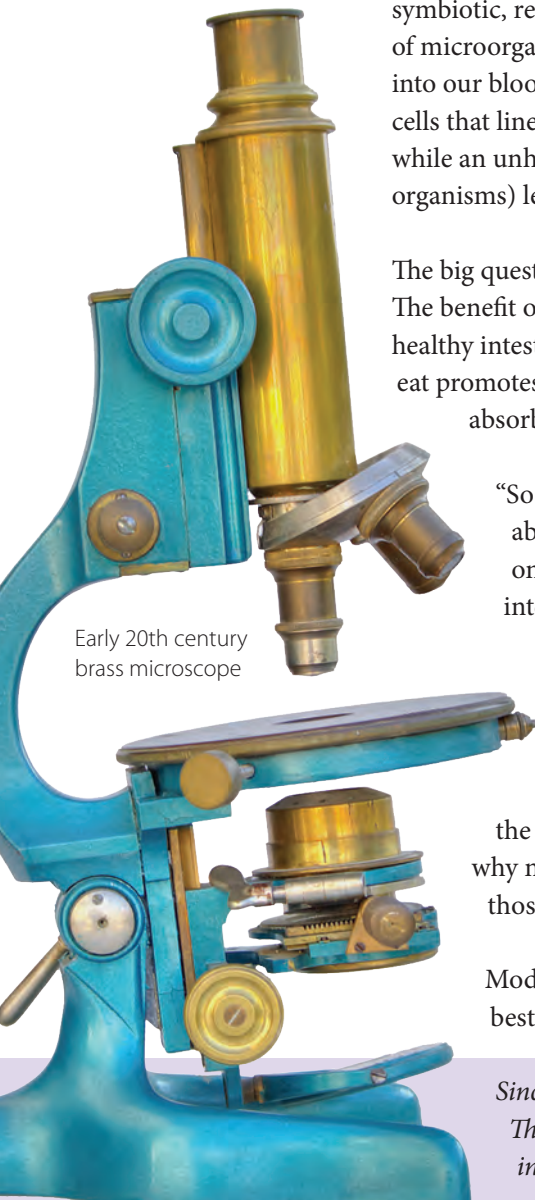 symbiotic, re
of microorga
into our bloo
cells that line
while an unh
organisms) le
The big quest
The benefit o
healthy intest
eat promotes
absorb
“So
ab
on
inte
Early 20th century
brass microscope
the
why n
thos
Mod
best
Sinc
Th
in